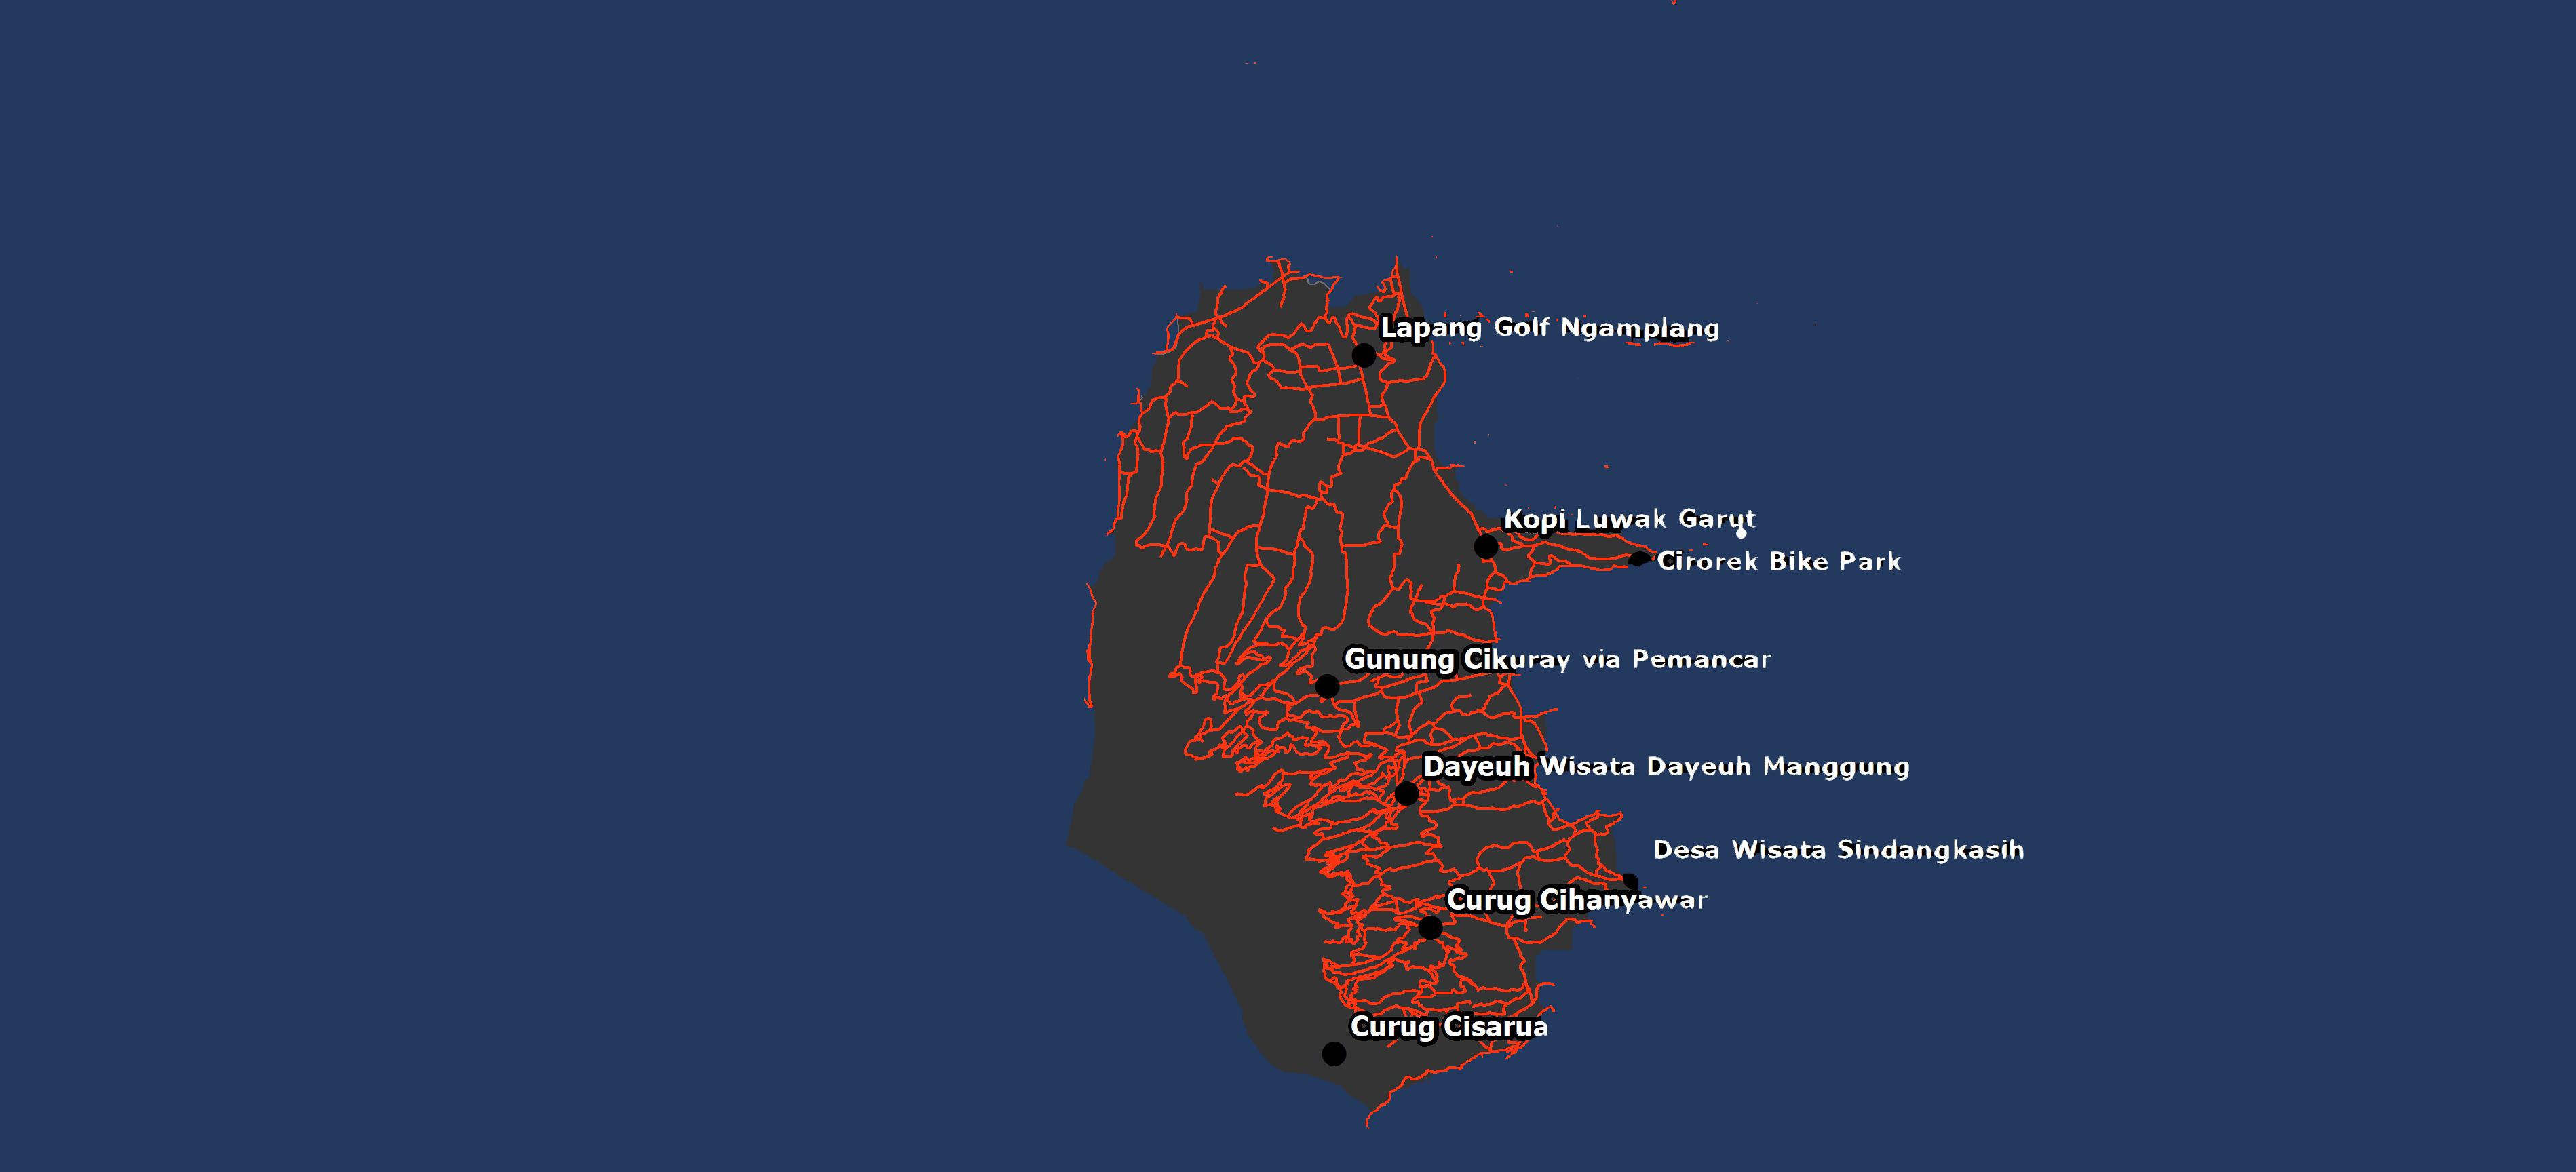 Lapang Golf Ngamplang
Kopi Luwak Garut
Cirorek Bike Park
Gunung Cikuray via Pemancar
Dayeuh Wisata Dayeuh Manggung
Desa Wisata Sindangkasih
Curug Cihanyawar
Curug Cisarua